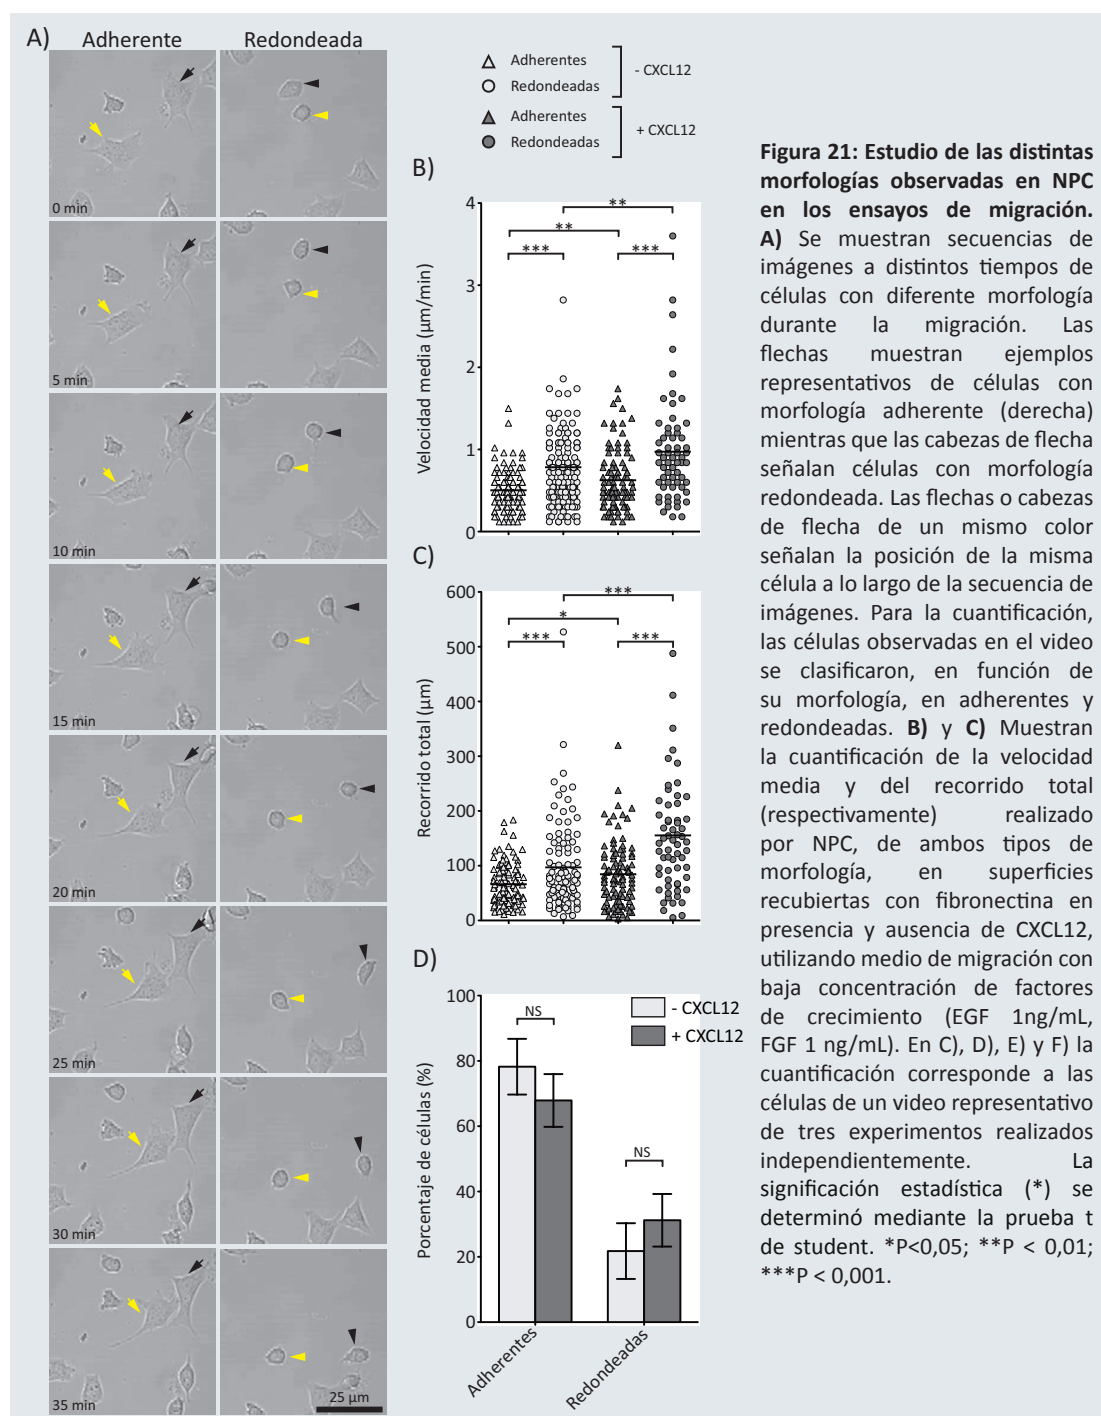 A)
Adherente
Redondeada
0 min
5 min
10 min
15 min
20 min
25 min
30 min
35 min
25 µm
Adherentes
Redondeadas
- CXCL12
Adherentes
Redondeadas
+ CXCL12
B)
Velocidad media (µm/min)
4
3
2
1
0
**
**
***
***
C)
Recorrido total (µm)
600
500
400
300
200
100
0
***
*
***
***
D)
Porcentaje de células (%)
100
80
60
40
20
0
- CXCL12
+ CXCL12
NS
NS
Adherentes
Redondeadas
Figura 21: Estudio de las distintas
morfologías observadas en NPC
en los ensayos de migración.
A) Se muestran secuencias de
imágenes a distintos tiempos de
células con diferente morfología
durante la migración. Las
flechas muestran ejemplos
representativos de células con
morfología adherente (derecha)
mientras que las cabezas de flecha
señalan células con morfología
redondeada. Las flechas o cabezas
de flecha de un mismo color
señalan la posición de la misma
célula a lo largo de la secuencia de
imágenes. Para la cuantificación,
las células observadas en el video
se clasificaron, en función de
su morfología, en adherentes y
redondeadas. B) y C) Muestran
la cuantificación de la velocidad
media y del recorrido total
(respectivamente) realizado
por NPC, de ambos tipos de
morfología, en superficies
recubiertas con fibronectina en
presencia y ausencia de CXCL12,
utilizando medio de migración con
baja concentración de factores
de crecimiento (EGF 1ng/mL,
FGF 1 ng/mL). En C), D), E) y F) la
cuantificación corresponde a las
células de un video representativo
de tres experimentos realizados
independientemente. La
significación estadística (*) se
determinó mediante la prueba t
de student. *P<0,05; **P < 0,01;
***P < 0,001.